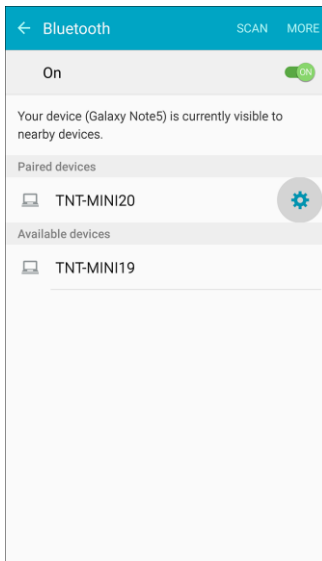 Bluetooth SCAN MORE
On ON
Your device (Galaxy Note5) is currently visible to
nearby devices.
Paired devices
TNT-MINI20
Available devices
TNT-MINI19